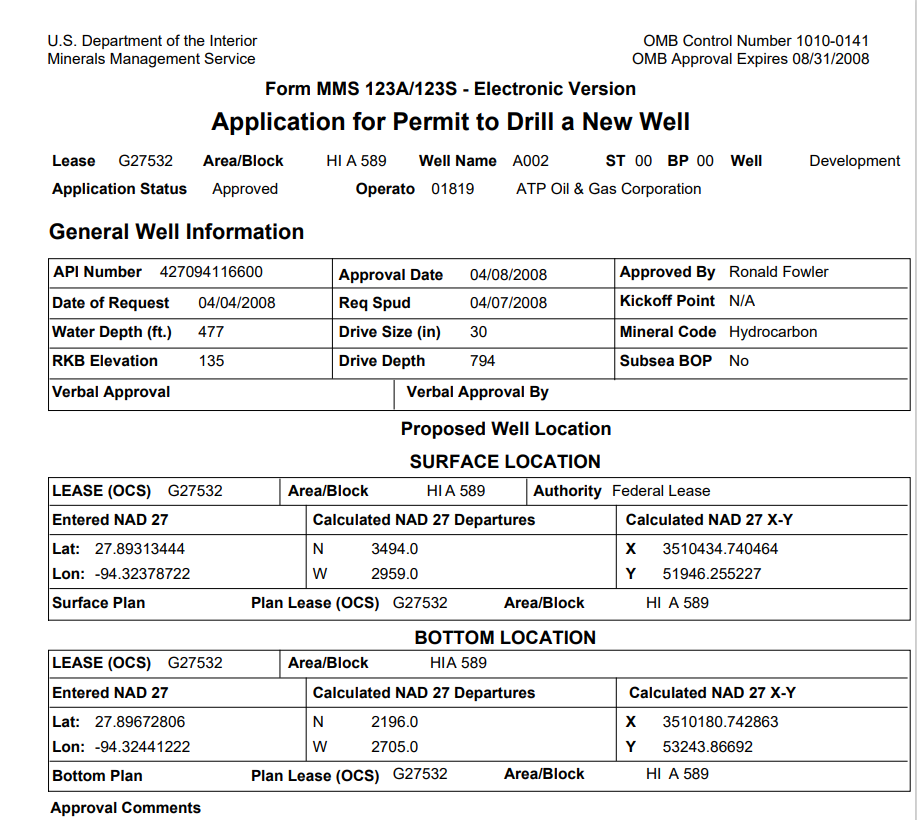 U.S. Department of the Interior OMB Control Number 1010-0141
Minerals Management Service OMB Approval Expires 08/31/2008
Form MMS 123A/123S - Electronic Version
Application for Permit to Drill a New Well
Lease G27532 Area/Block HI A 589 Well Name A002 ST 00 BP 00 Well Development
Application Status Approved Operato 01819 ATP Oil & Gas Corporation
General Well Information
API Number 427094116600 Approval Date 04/08/2008 Approved By Ronald Fowler
Date of Request 04/04/2008 Req Spud 04/07/2008 Kickoff Point N/A
Water Depth (ft.) 477 Drive Size (in) 30 Mineral Code Hydrocarbon
RKB Elevation 135 Drive Depth 794 Subsea BOP No
Verbal Approval Verbal Approval By
Proposed Well Location
SURFACE LOCATION
LEASE (OCS) G27532 Area/Block HI A 589 Authority Federal Lease
Entered NAD 27 Calculated NAD 27 Departures Calculated NAD 27 X-Y
Lat: 27.89313444 N 3494.0 X 3510434.740464
Lon: -94.32378722 W 2959.0 Y 51946.255227
Surface Plan Plan Lease (OCS) G27532 Area/Block HI A 589
BOTTOM LOCATION
LEASE (OCS) G27532 Area/Block HI A 589
Entered NAD 27 Calculated NAD 27 Departures Calculated NAD 27 X-Y
Lat: 27.89672806 N 2196.0 X 3510180.742863
Lon: -94.32441222 W 2705.0 Y 53243.86692
Bottom Plan Plan Lease (OCS) G27532 Area/Block HI A 589
Approval Comments